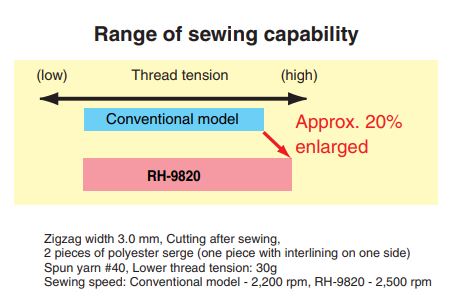 Range of sewing capability
(low) Thread tension (high)
Conventional model
Approx. 20%
enlarged
RH-9820
Zigzag width 3.0 mm, Cutting after sewing,
2 pieces of polyester serge (one piece with interlining on one side)
Spun yarn #40, Lower thread tension: 30g
Sewing speed: Conventional model - 2,200 rpm, RH-9820 - 2,500 rpm